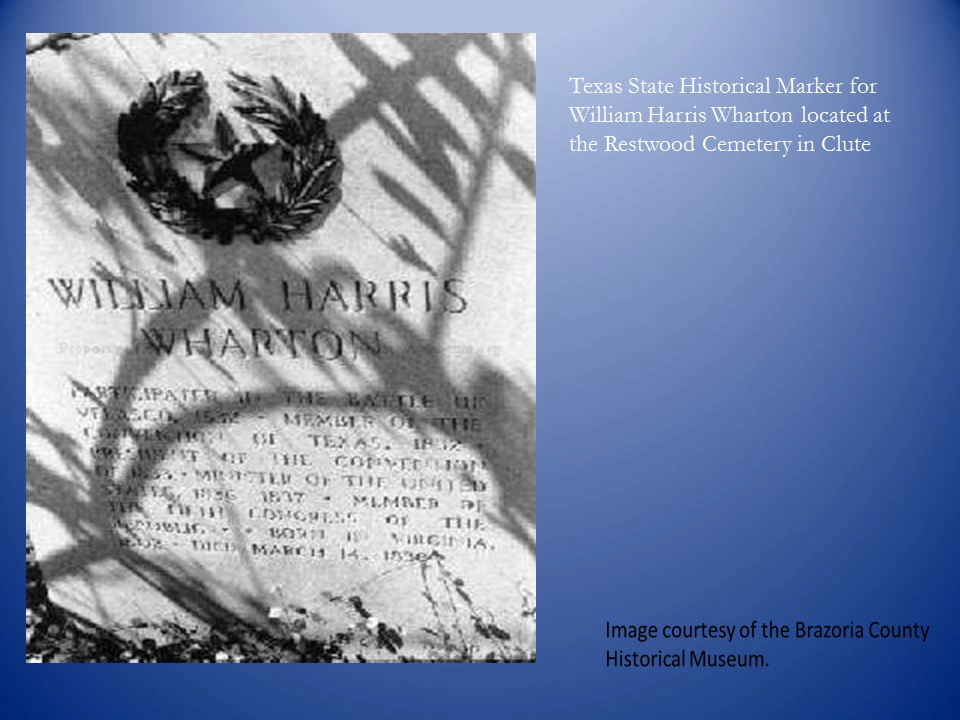 Texas State Historical Marker for
William Harris Wharton located at
the Restwood Cemetery in Clute
WILLIAM HARRIS
WHARTON
PARTICIPATED IN THE BATTLE OF
VELASCO, 1832 • MEMBER OF THE
CONVENTION OF TEXAS, 1832 •
PRESIDENT OF THE CONVENTION
OF 1833 • MINISTER OF THE UNITED
STATES, 1836 1837 • MEMBER OF
THE CONGRESS OF THE
REPUBLIC • • BORN IN VIRGINIA,
1802 • DIED MARCH 14, 
Image courtesy of the Brazoria County
Historical Museum.